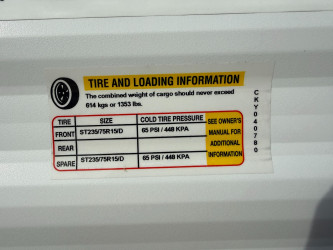 TIRE AND LOADING INFORMATION
The combined weight of cargo should never exceed
614 kgs or 1353 lbs.
TIRE SIZE COLD TIRE PRESSURE SEE OWNER'S MANUAL FOR ADDITIONAL INFORMATION
FRONT ST235/75R15/D 65 PSI / 448 KPA
REAR
SPARE ST235/75R15/D 65 PSI / 448 KPA
CKY040780